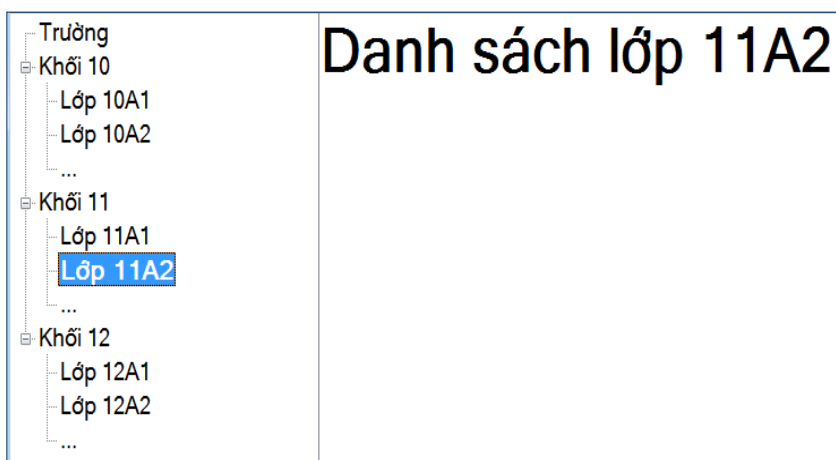 Trường
Khối 10
Lớp 10A1
Lớp 10A2
...
Khối 11
Lớp 11A1
Lớp 11A2
...
Khối 12
Lớp 12A1
Lớp 12A2
...
Danh sách lớp 11A2